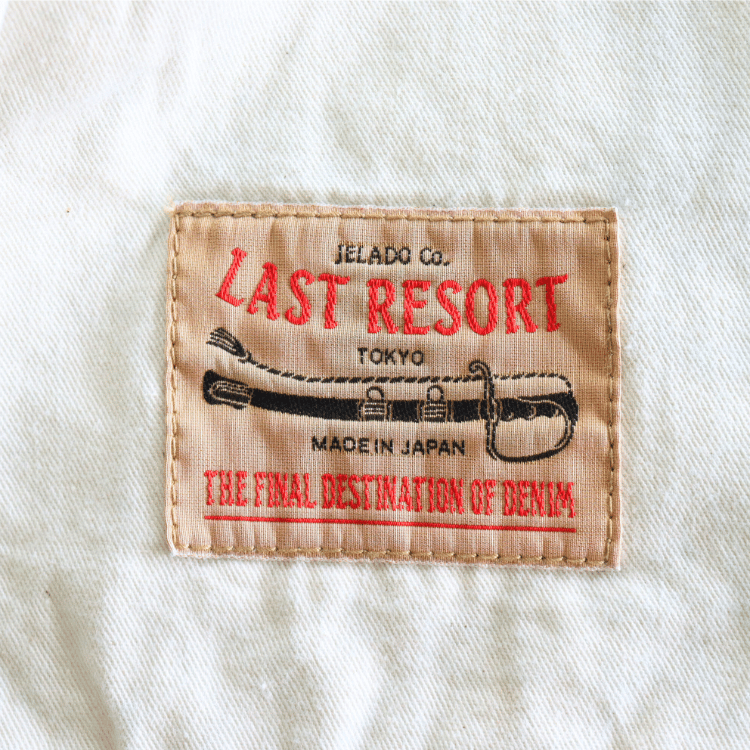 JELADO Co.
LAST RESORT
TOKYO
MADE IN JAPAN
THE FINAL DESTINATION OF DENIM